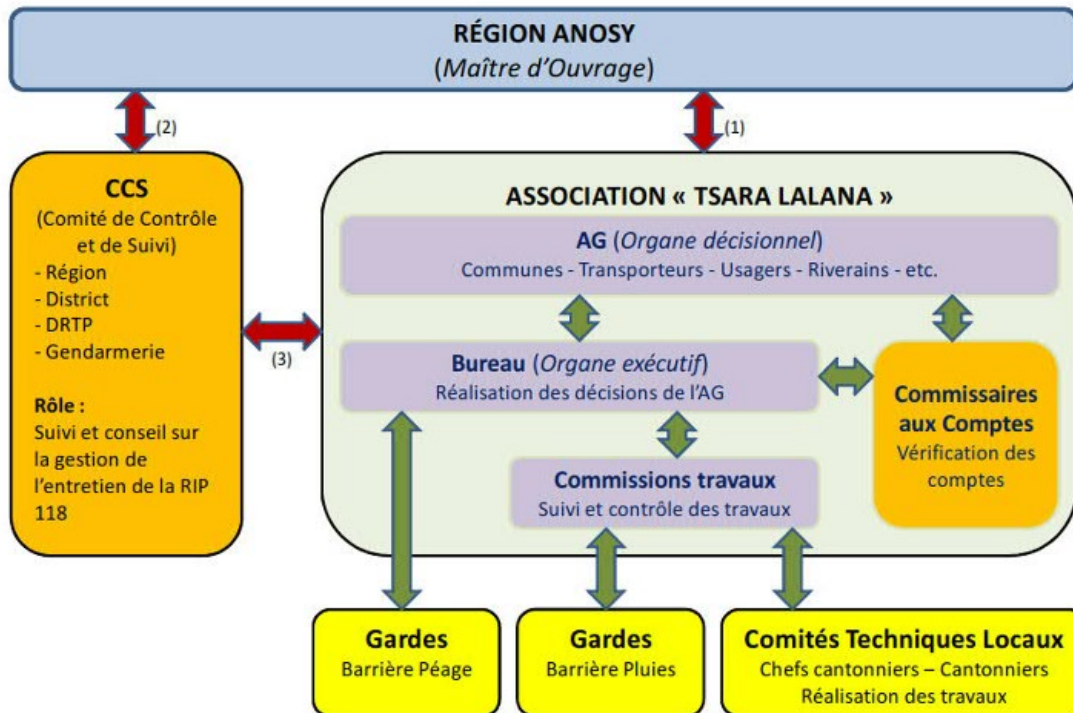 RÉGION ANOSY
(Maître d’Ouvrage)
(2)
(1)
CCS
(Comité de Contrôle
et de Suivi)
- Région
- District
- DRTP
- Gendarmerie
Rôle :
Suivi et conseil sur
la gestion de
l’entretien de la RIP
118
(3)
ASSOCIATION « TSARA LALANA »
AG (Organe décisionnel)
Communes - Transporteurs - Usagers - Riverains - etc.
Bureau (Organe exécutif)
Réalisation des décisions de l’AG
Commissaires
aux Comptes
Vérification des
comptes
Commissions travaux
Suivi et contrôle des travaux
Gardes
Barrière Péage
Gardes
Barrière Pluies
Comités Techniques Locaux
Chefs cantonniers – Cantonniers
Réalisation des travaux